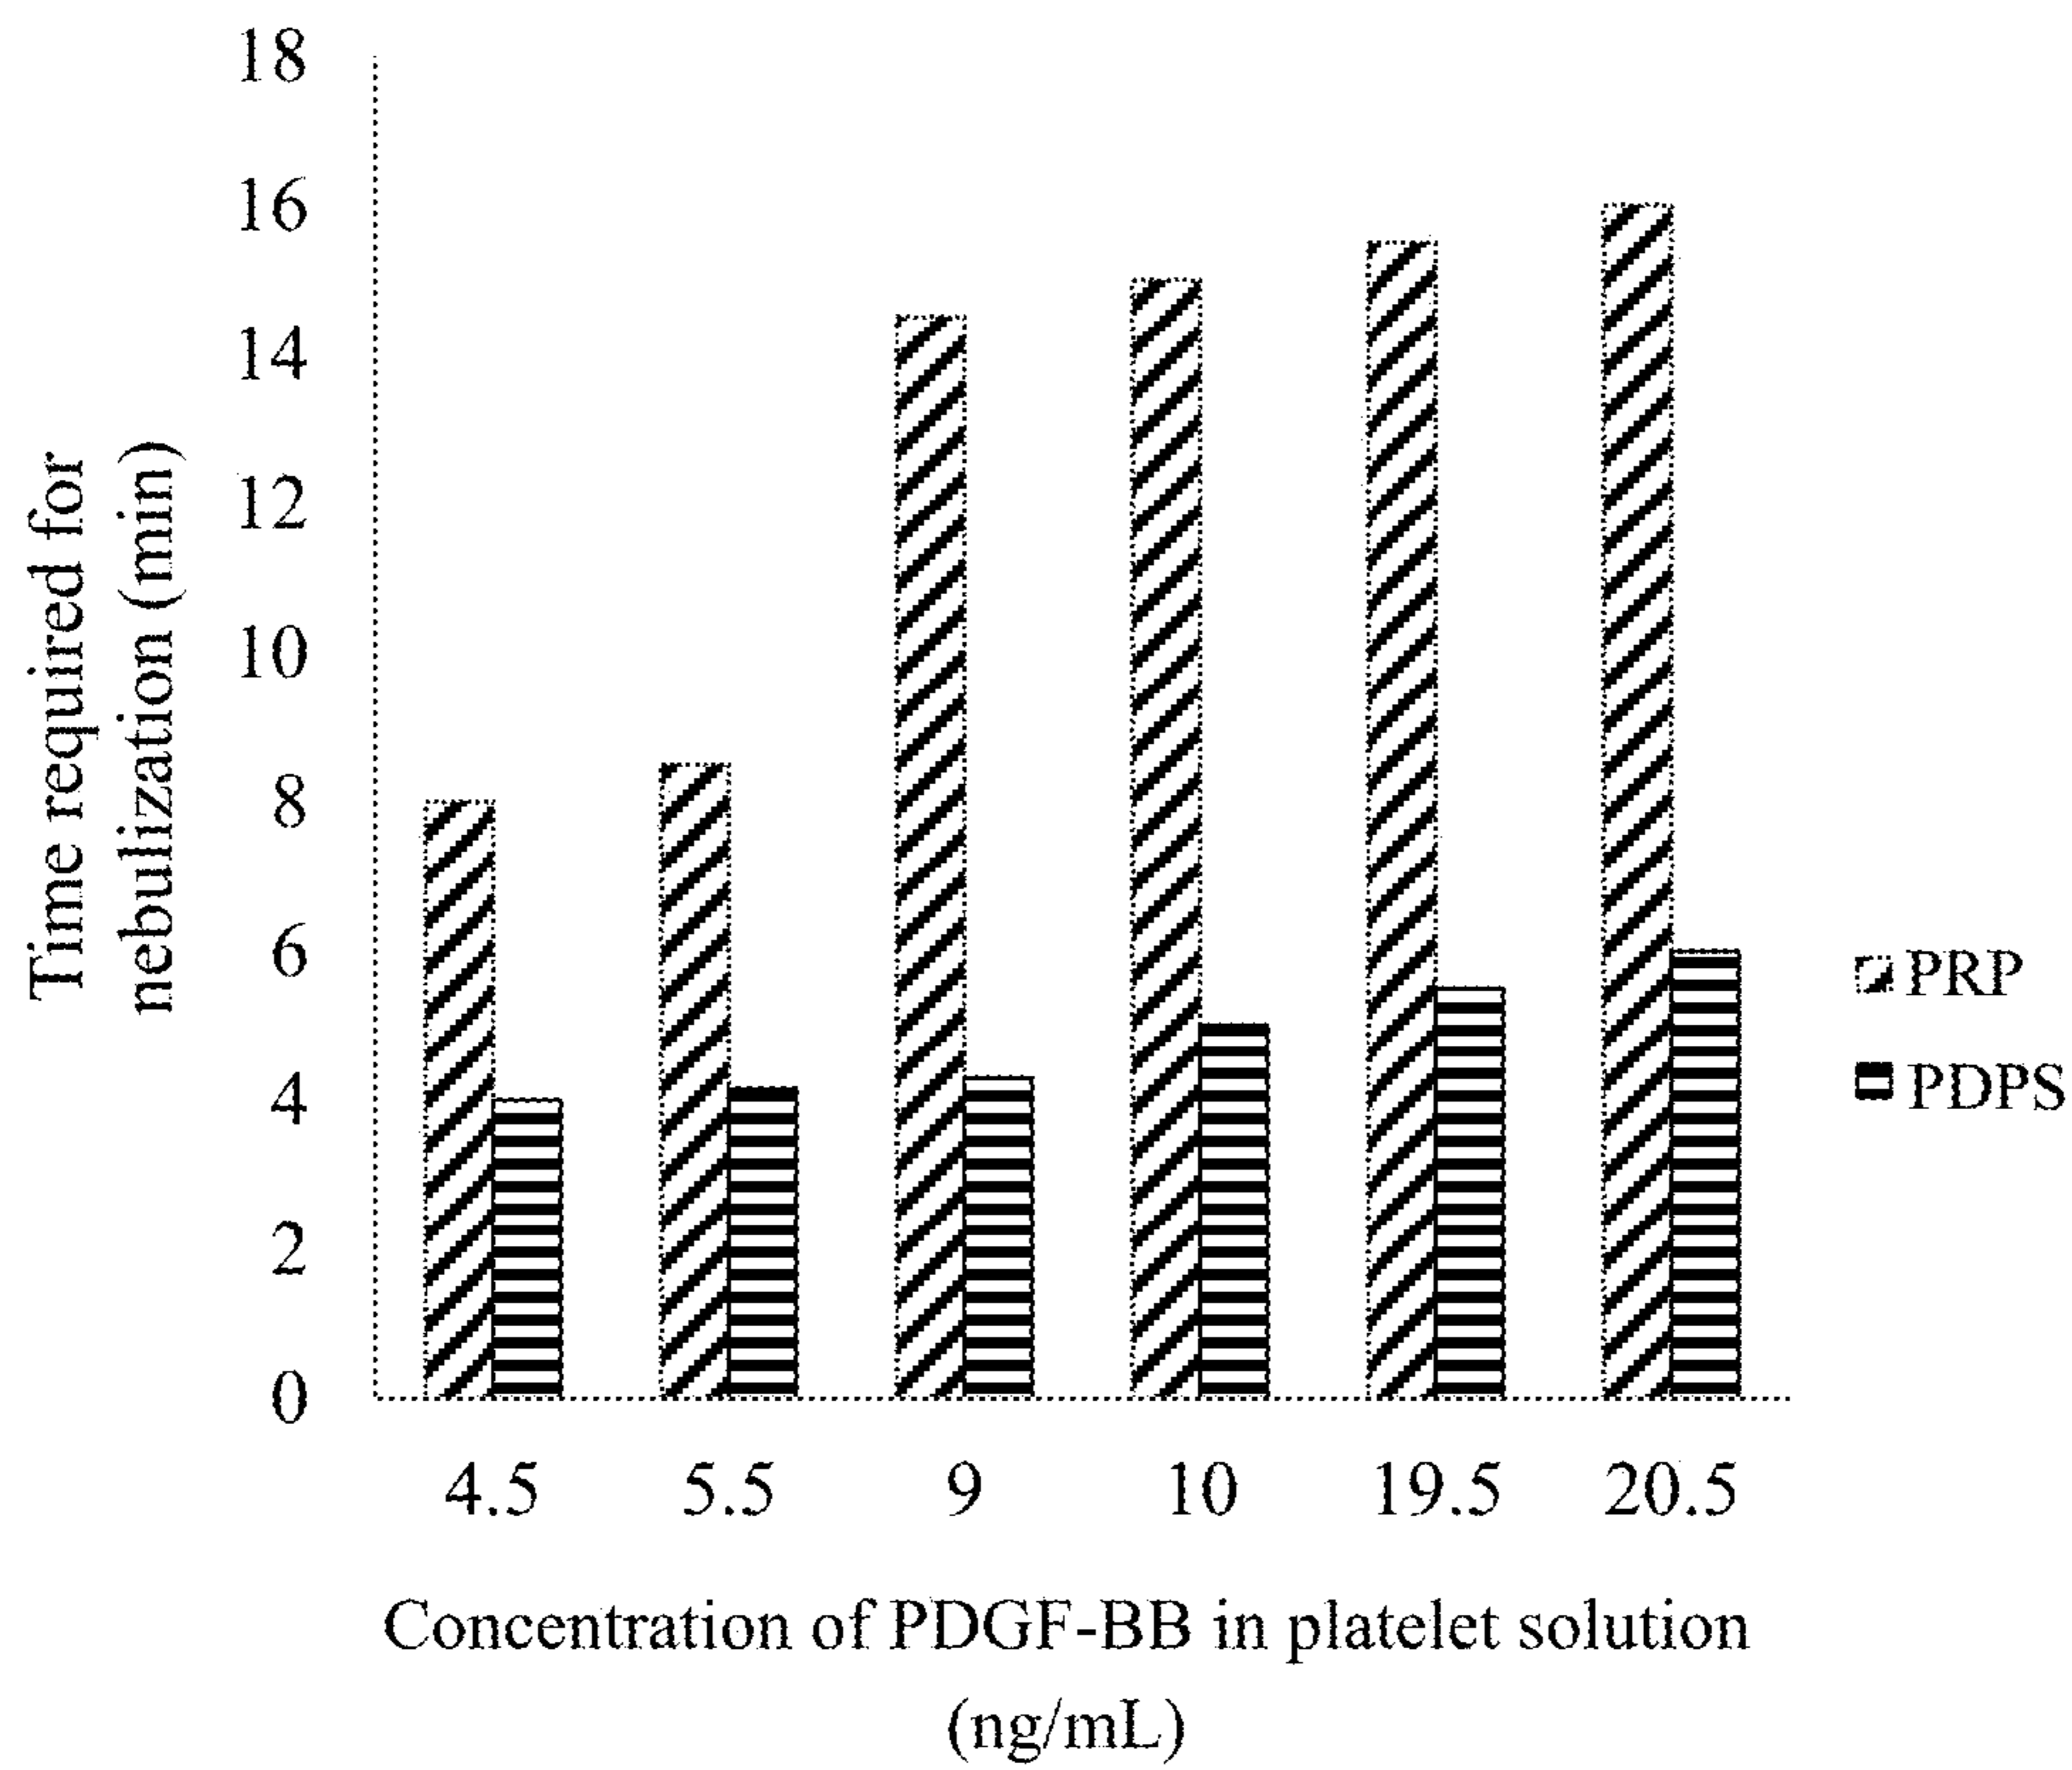 18
16
14
12
10
8
6
4
2
0
Time required for
nebulization (min)
PRP
PDPS
4.5 5.5 9 10 19.5 20.5
Concentration of PDGF-BB in platelet solution
(ng/mL)